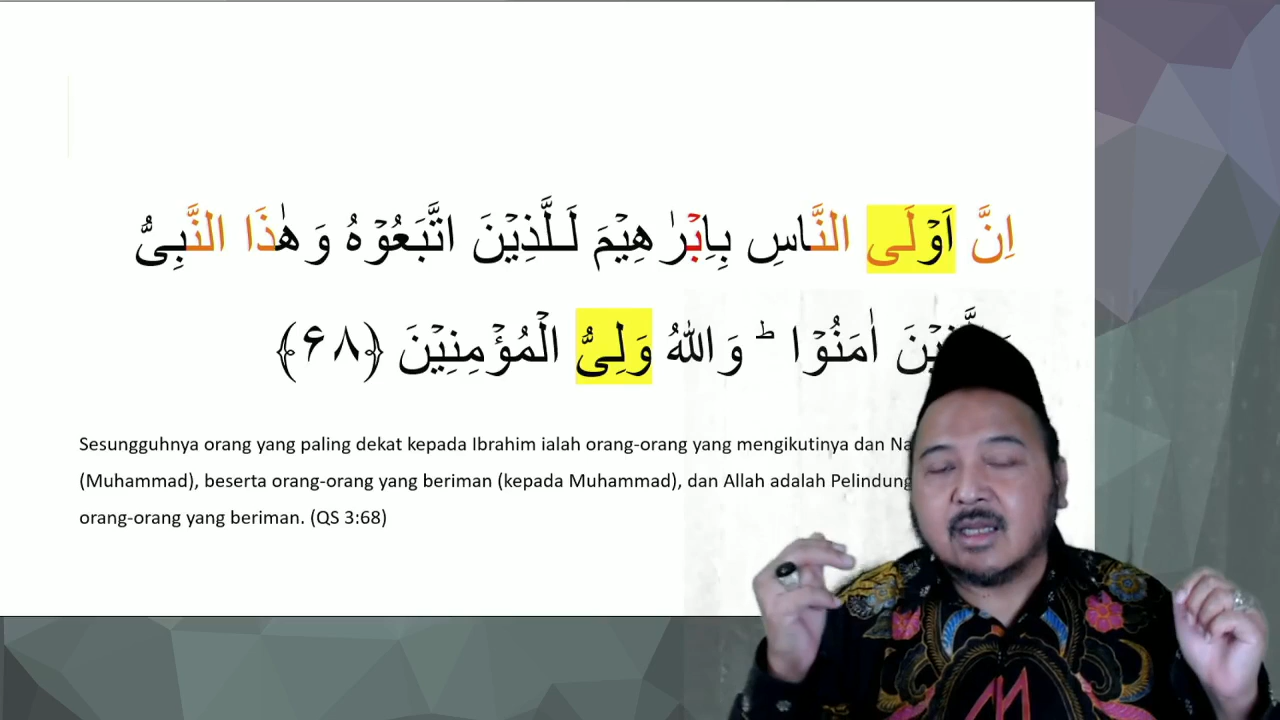 اِنَّ اَوْلَى النَّاسِ بِاِبْرٰهِيْمَ لَـلَّذِيْنَ اتَّبَعُوْهُ وَهٰذَا النَّبِىُّ
اٰمَنُوْا ؕ وَاللّٰهُ وَلِىُّ الْمُؤْمِنِيْنَ ﴿۶۸﴾
Sesungguhnya orang yang paling dekat kepada Ibrahim ialah orang-orang yang mengikutinya dan
(Muhammad), beserta orang-orang yang beriman (kepada Muhammad), dan Allah adalah Pelindung
orang-orang yang beriman. (QS 3:68)